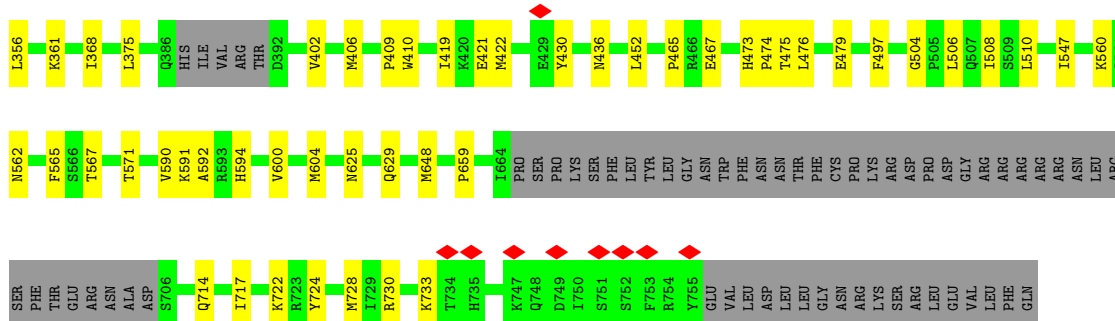 L356 K361 I368 L375 Q386 HIS ILE VAL ARG THR D392 V402 M406 P409 W410 I419 K420 E421 M422 E429 Y430 N436 L452 P465 R466 E467 H473 P474 T475 L476 E479 F497 G504 P505 L506 Q507 I508 S509 L510 I547 K560
N562 F565 S566 T567 T571 V590 K591 A592 R593 H594 V600 M604 N625 Q629 M648 P659 I664 PRO SER PRO LYS SER PHE LEU TYR LEU GLY ASN TRP PHE ASN ASN THR PHE CYS PRO LYS ARG ASP PRO ASP GLY ARG ARG ARG ARG ARG ASN LEU ARG
SER PHE THR GLU ARG ASN ALA ASP S706 Q714 I717 K722 R723 Y724 M728 I729 R730 K733 T734 H735 K747 Q748 D749 I750 S751 S752 F753 R754 Y755 GLU VAL LEU ASP LEU LEU GLY ASN ARG LYS SER ARG LEU GLU VAL LEU PHE GLN